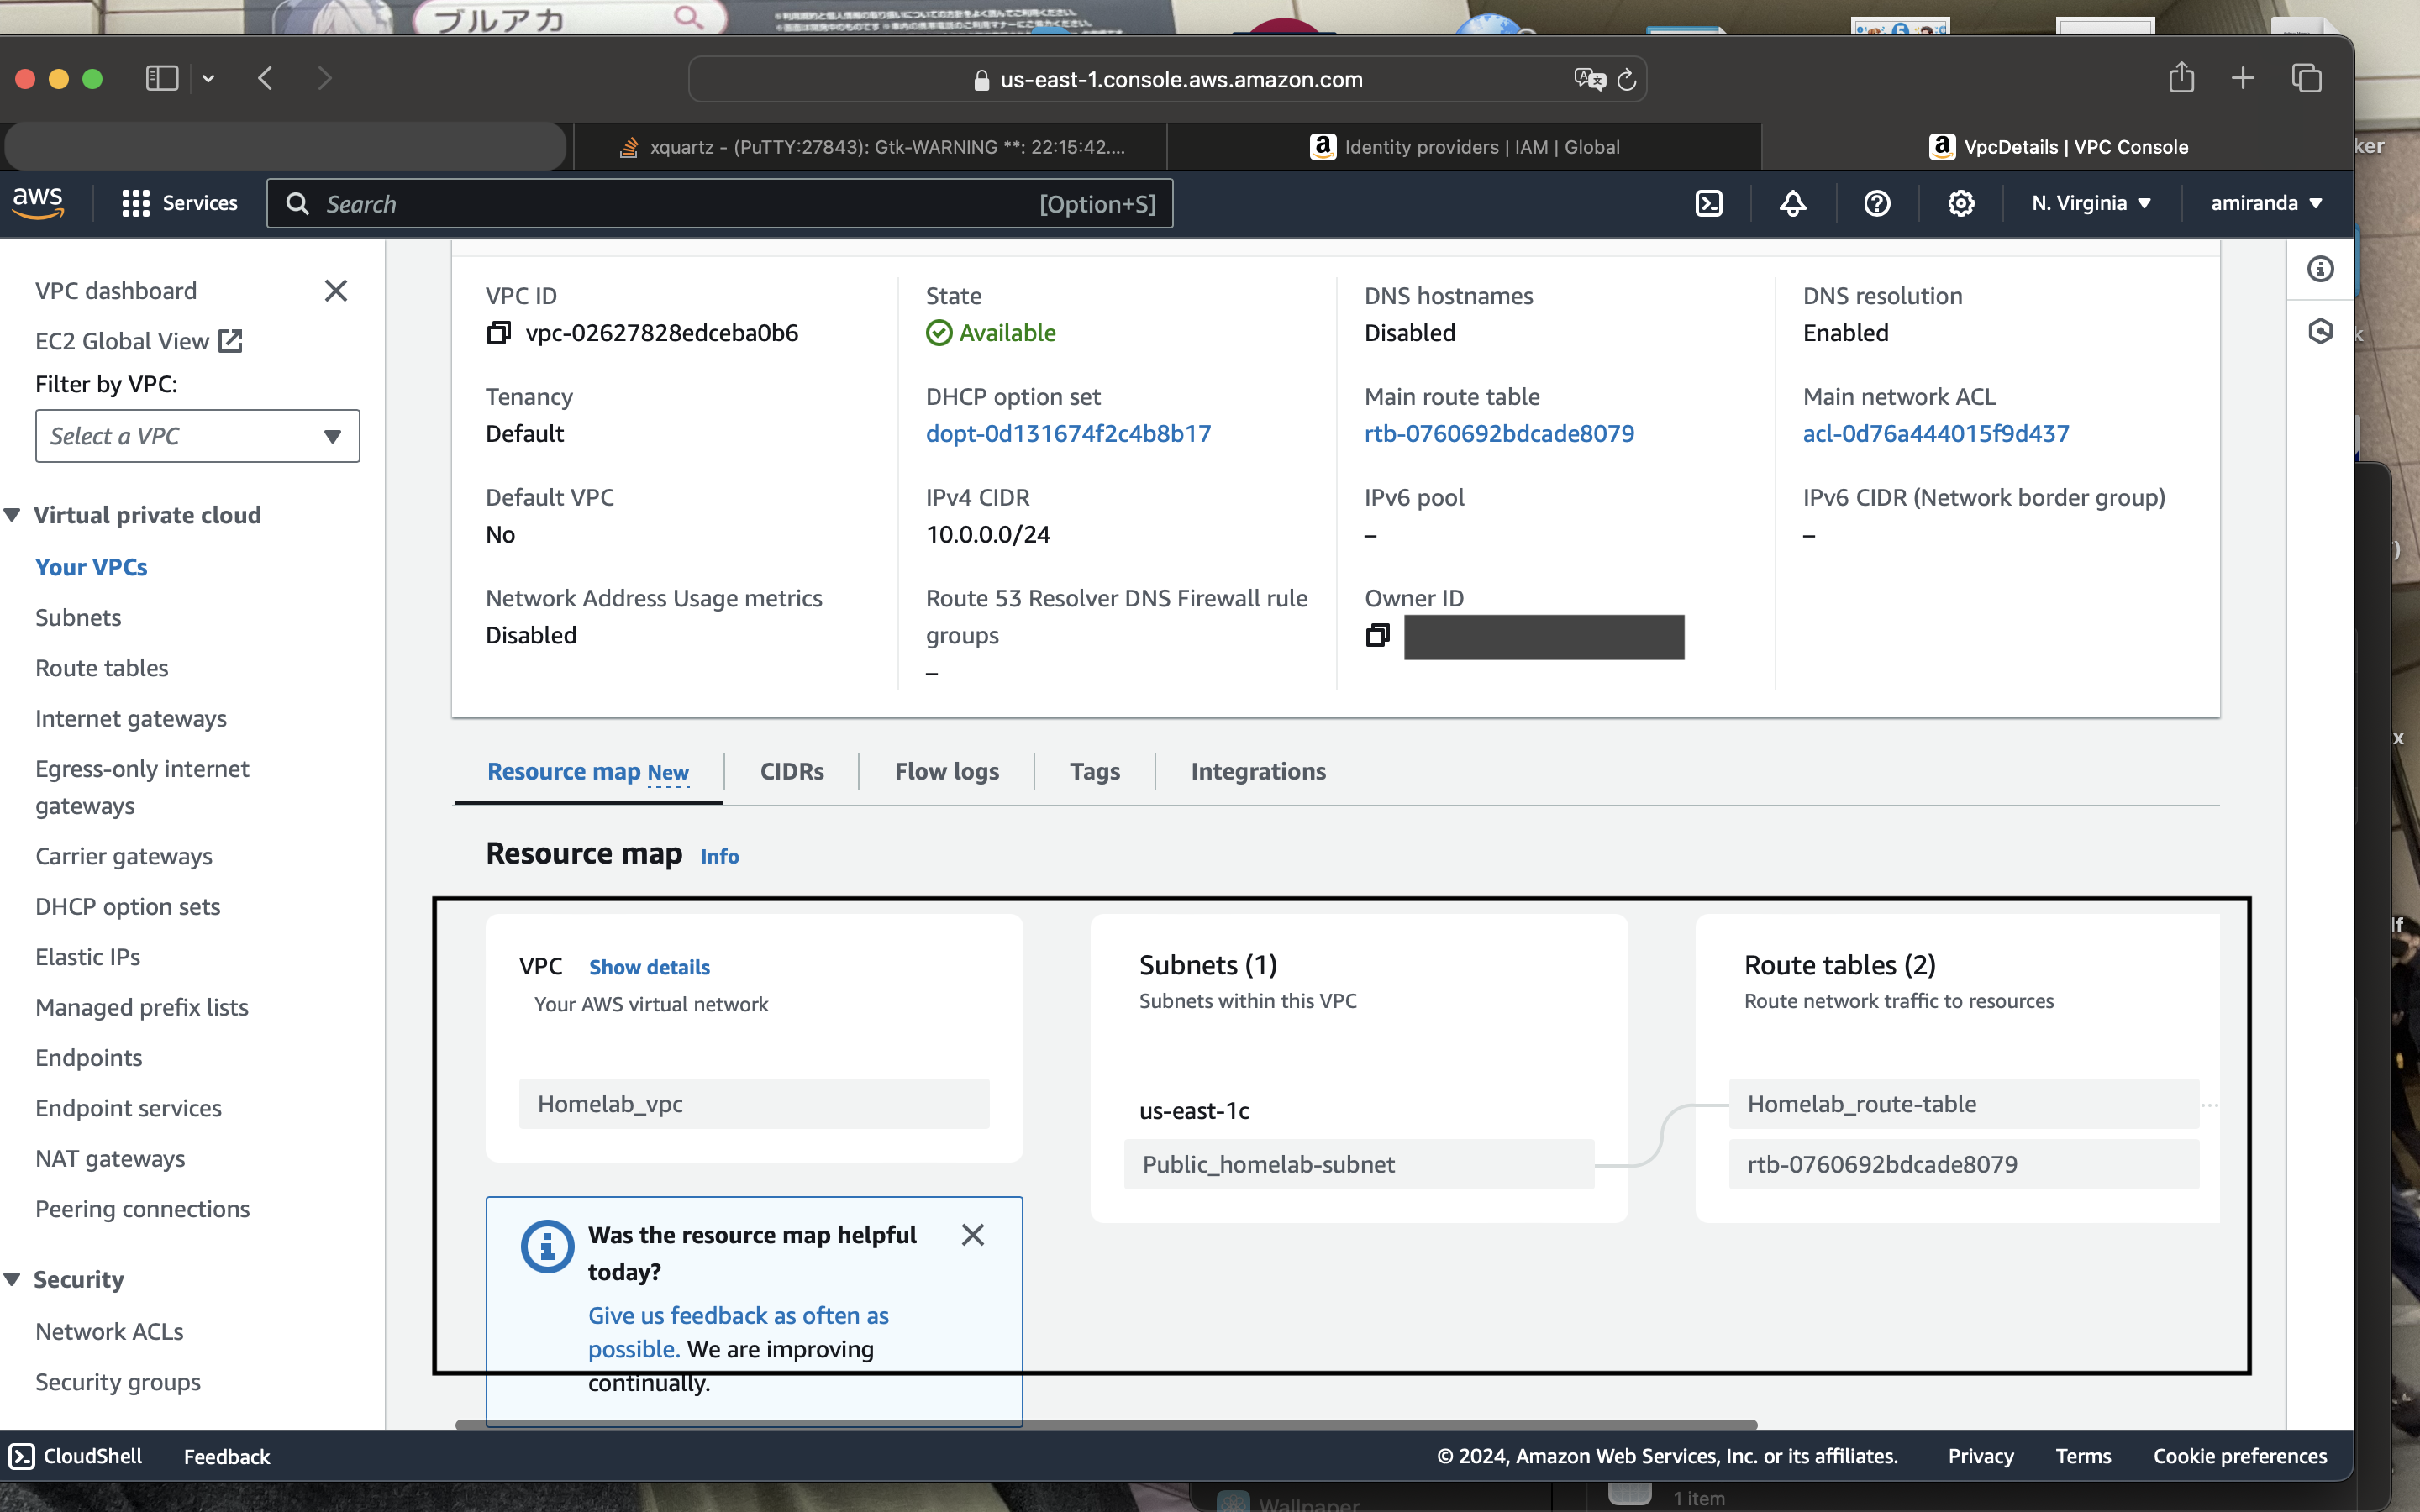 ブルアカ
us-east-1.console.aws.amazon.com
xquartz - (PuTTY:27843): Gtk-WARNING **: 22:15:42....
Identity providers | IAM | Global
VpcDetails | VPC Console
aws
Services
Search
[Option+S]
N. Virginia
amiranda
VPC dashboard
EC2 Global View
Filter by VPC:
Select a VPC
Virtual private cloud
Your VPCs
Subnets
Route tables
Internet gateways
Egress-only internet
gateways
Carrier gateways
DHCP option sets
Elastic IPs
Managed prefix lists
Endpoints
Endpoint services
NAT gateways
Peering connections
Security
Network ACLs
Security groups
VPC ID
vpc-02627828edceba0b6
State
Available
DNS hostnames
Disabled
DNS resolution
Enabled
Tenancy
Default
DHCP option set
dopt-0d131674f2c4b8b17
Main route table
rtb-0760692bdcade8079
Main network ACL
acl-0d76a444015f9d437
Default VPC
No
IPv4 CIDR
10.0.0.0/24
IPv6 pool
–
IPv6 CIDR (Network border group)
–
Network Address Usage metrics
Disabled
Route 53 Resolver DNS Firewall rule
groups
–
Owner ID
Resource map New
CIDRs
Flow logs
Tags
Integrations
Resource map Info
VPC Show details
Your AWS virtual network
Homelab_vpc
Subnets (1)
Subnets within this VPC
us-east-1c
Public_homelab-subnet
Route tables (2)
Route network traffic to resources
Homelab_route-table
rtb-0760692bdcade8079
Was the resource map helpful
today?
Give us feedback as often as
possible. We are improving
continually.
CloudShell
Feedback
© 2024, Amazon Web Services, Inc. or its affiliates.
Privacy
Terms
Cookie preferences
Wallpaper
1 item